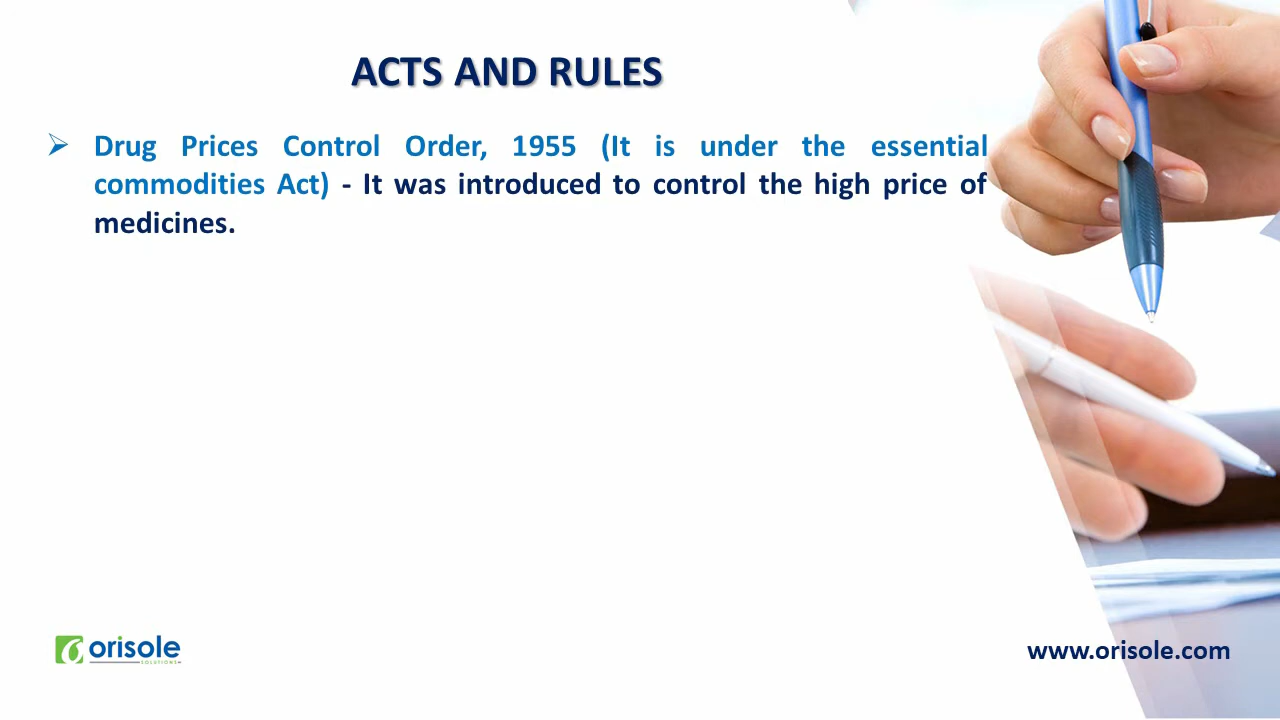 ACTS AND RULES
Drug Prices Control Order, 1955 (It is under the essential
commodities Act) - It was introduced to control the high price of
medicines.
orisole
SOLUTIONS
www.orisole.com